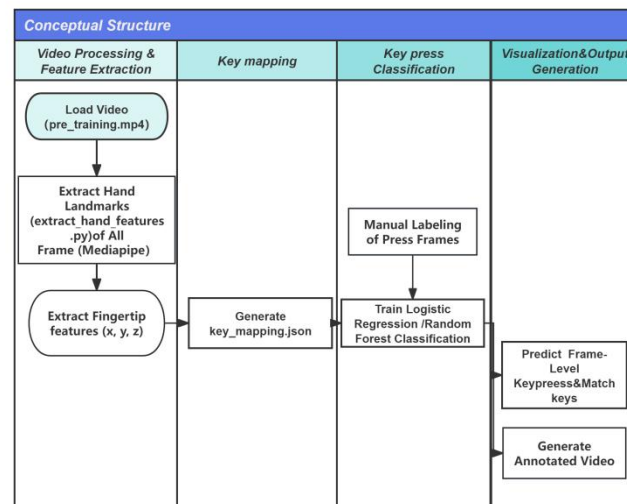 Conceptual Structure
Video Processing &
Feature Extraction
Key mapping
Key press
Classification
Visualization&Output
Generation
Load Video
(pre_training.mp4)
Extract Hand
Landmarks
(extract_hand_features
.py)of All
Frame (Mediapipe)
Extract Fingertip
features (x, y, z)
Generate
key_mapping.json
Manual Labeling
of Press Frames
Train Logistic
Regression /Random
Forest Classification
Predict Frame-
Level
Keypreess&Match
keys
Generate
Annotated Video